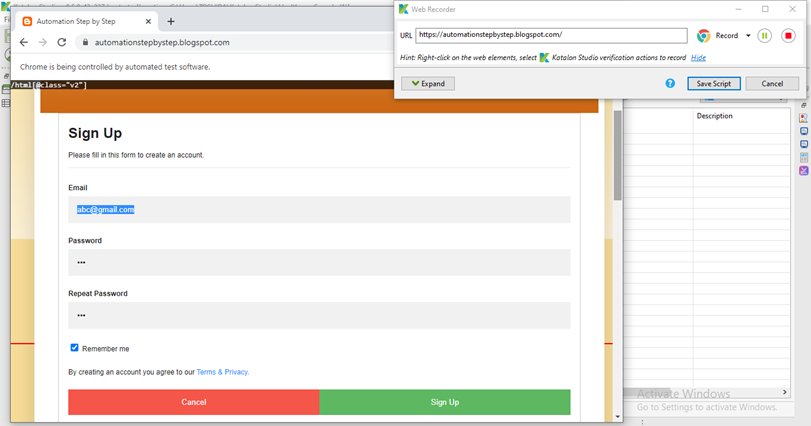 Automation Step by Step
automationstepbystep.blogspot.com
Chrome is being controlled by automated test software.
/html[@class="v2"]
Sign Up
Please fill in this form to create an account.
Email
abc@gmail.com
Password
•••
Repeat Password
•••
Remember me
By creating an account you agree to our Terms & Privacy.
Cancel
Sign Up
Web Recorder
URL
https://automationstepbystep.blogspot.com/
Record
Hint: Right-click on the web elements, select Katalon Studio verification actions to record Hide
Expand
Save Script
Cancel
Description
Activate Windows
Go to Settings to activate Windows.